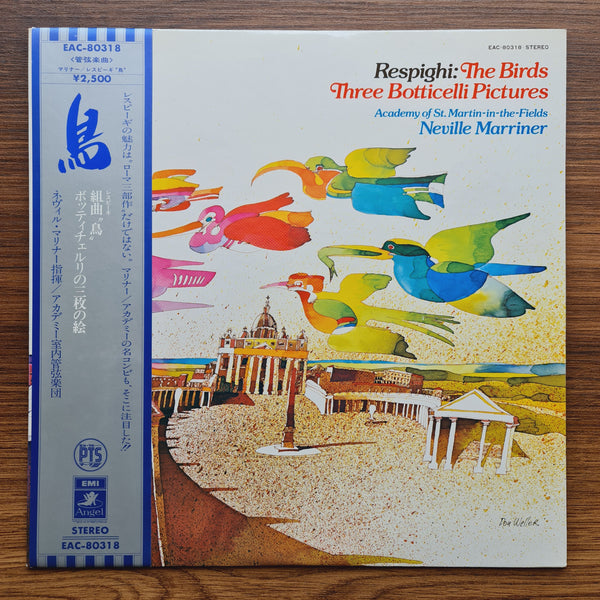 EAC-80318
〈管弦楽曲〉
マリナー／レスピーギ“鳥”
¥2,500
鳥
レスピーギの魅力は“ローマ三部作”だけではない。マリナー／アカデミーの名コンビも、そこに注目した!!
レスピーギ
組曲“鳥”
ボッティチェルリの三枚の絵
ネヴィル・マリナー指揮／アカデミー室内管弦楽団
PTS
EMI
Angel
STEREO
EAC-80318
EAC-80318 STEREO
Respighi: The Birds
Three Botticelli Pictures
Academy of St. Martin-in-the-Fields
Neville Marriner
Don Weller